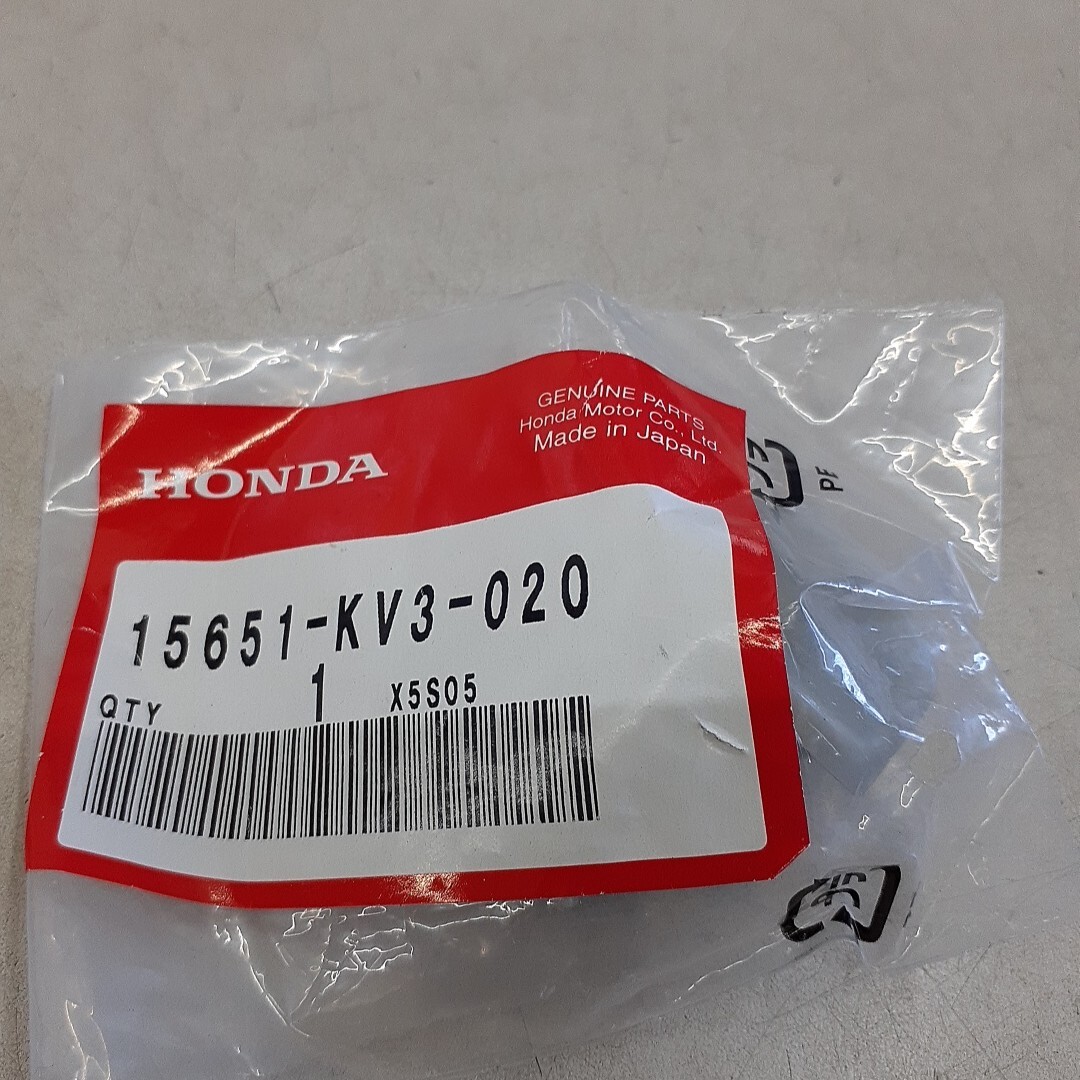 GENUINE PARTS
Honda Motor Co., Ltd.
Made in Japan
HONDA
PE
15651-KV3-020
QTY 1 X5S05